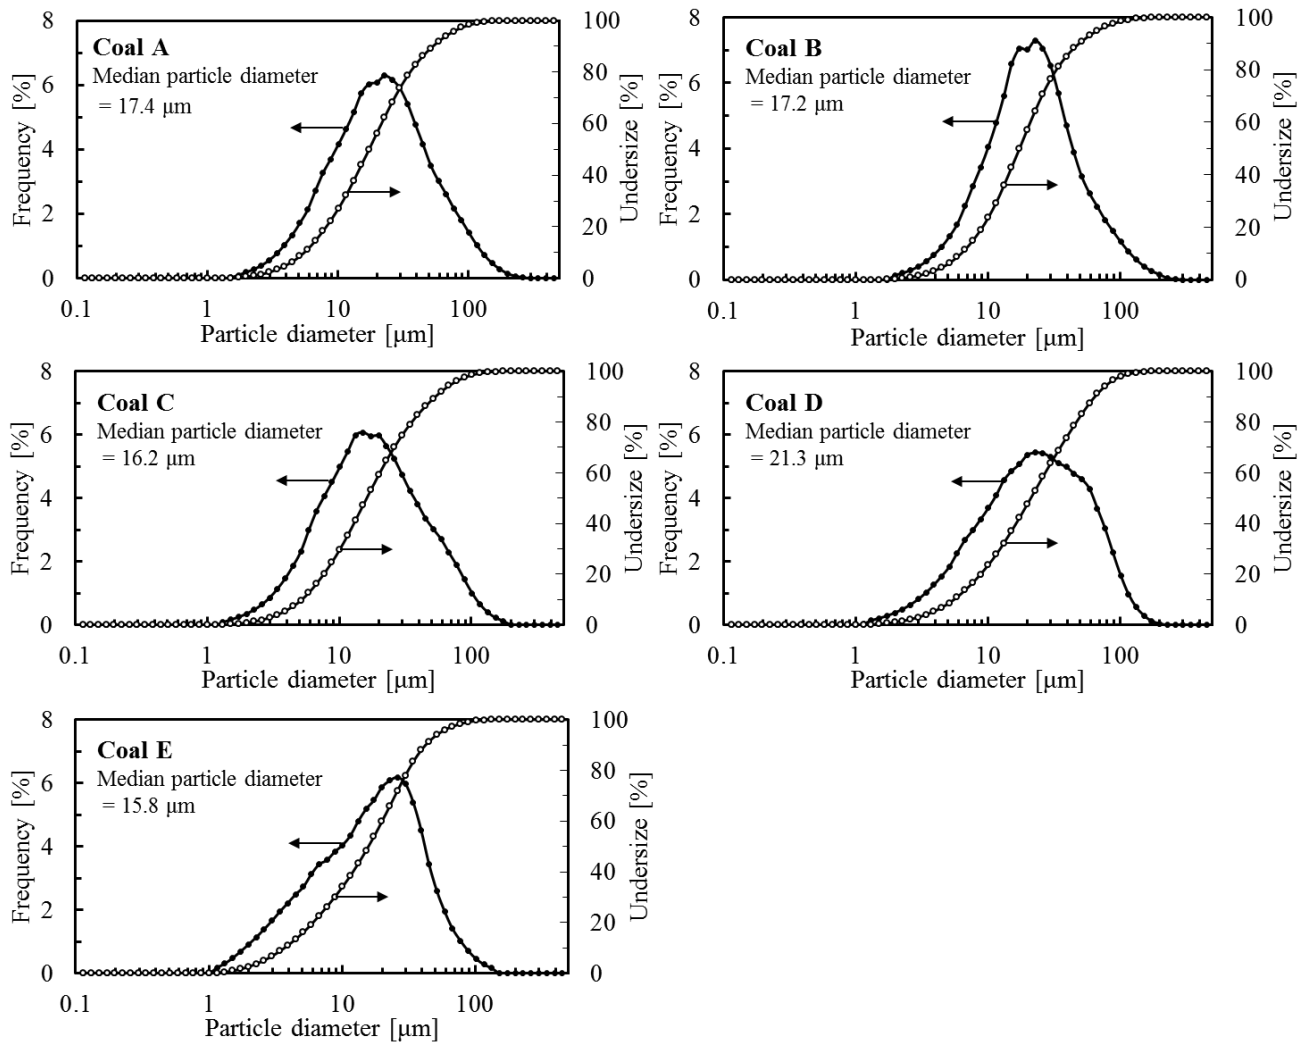 8
6
4
2
0
Frequency [%]
Coal A
Median particle diameter
= 17.4 μm
100
80
60
40
20
0
Undersize [%]
0.1
1
10
100
Particle diameter [μm]
8
6
4
2
0
Frequency [%]
Coal B
Median particle diameter
= 17.2 μm
100
80
60
40
20
0
Undersize [%]
0.1
1
10
100
Particle diameter [μm]
8
6
4
2
0
Frequency [%]
Coal C
Median particle diameter
= 16.2 μm
100
80
60
40
20
0
Undersize [%]
0.1
1
10
100
Particle diameter [μm]
8
6
4
2
0
Frequency [%]
Coal D
Median particle diameter
= 21.3 μm
100
80
60
40
20
0
Undersize [%]
0.1
1
10
100
Particle diameter [μm]
8
6
4
2
0
Frequency [%]
Coal E
Median particle diameter
= 15.8 μm
100
80
60
40
20
0
Undersize [%]
0.1
1
10
100
Particle diameter [μm]